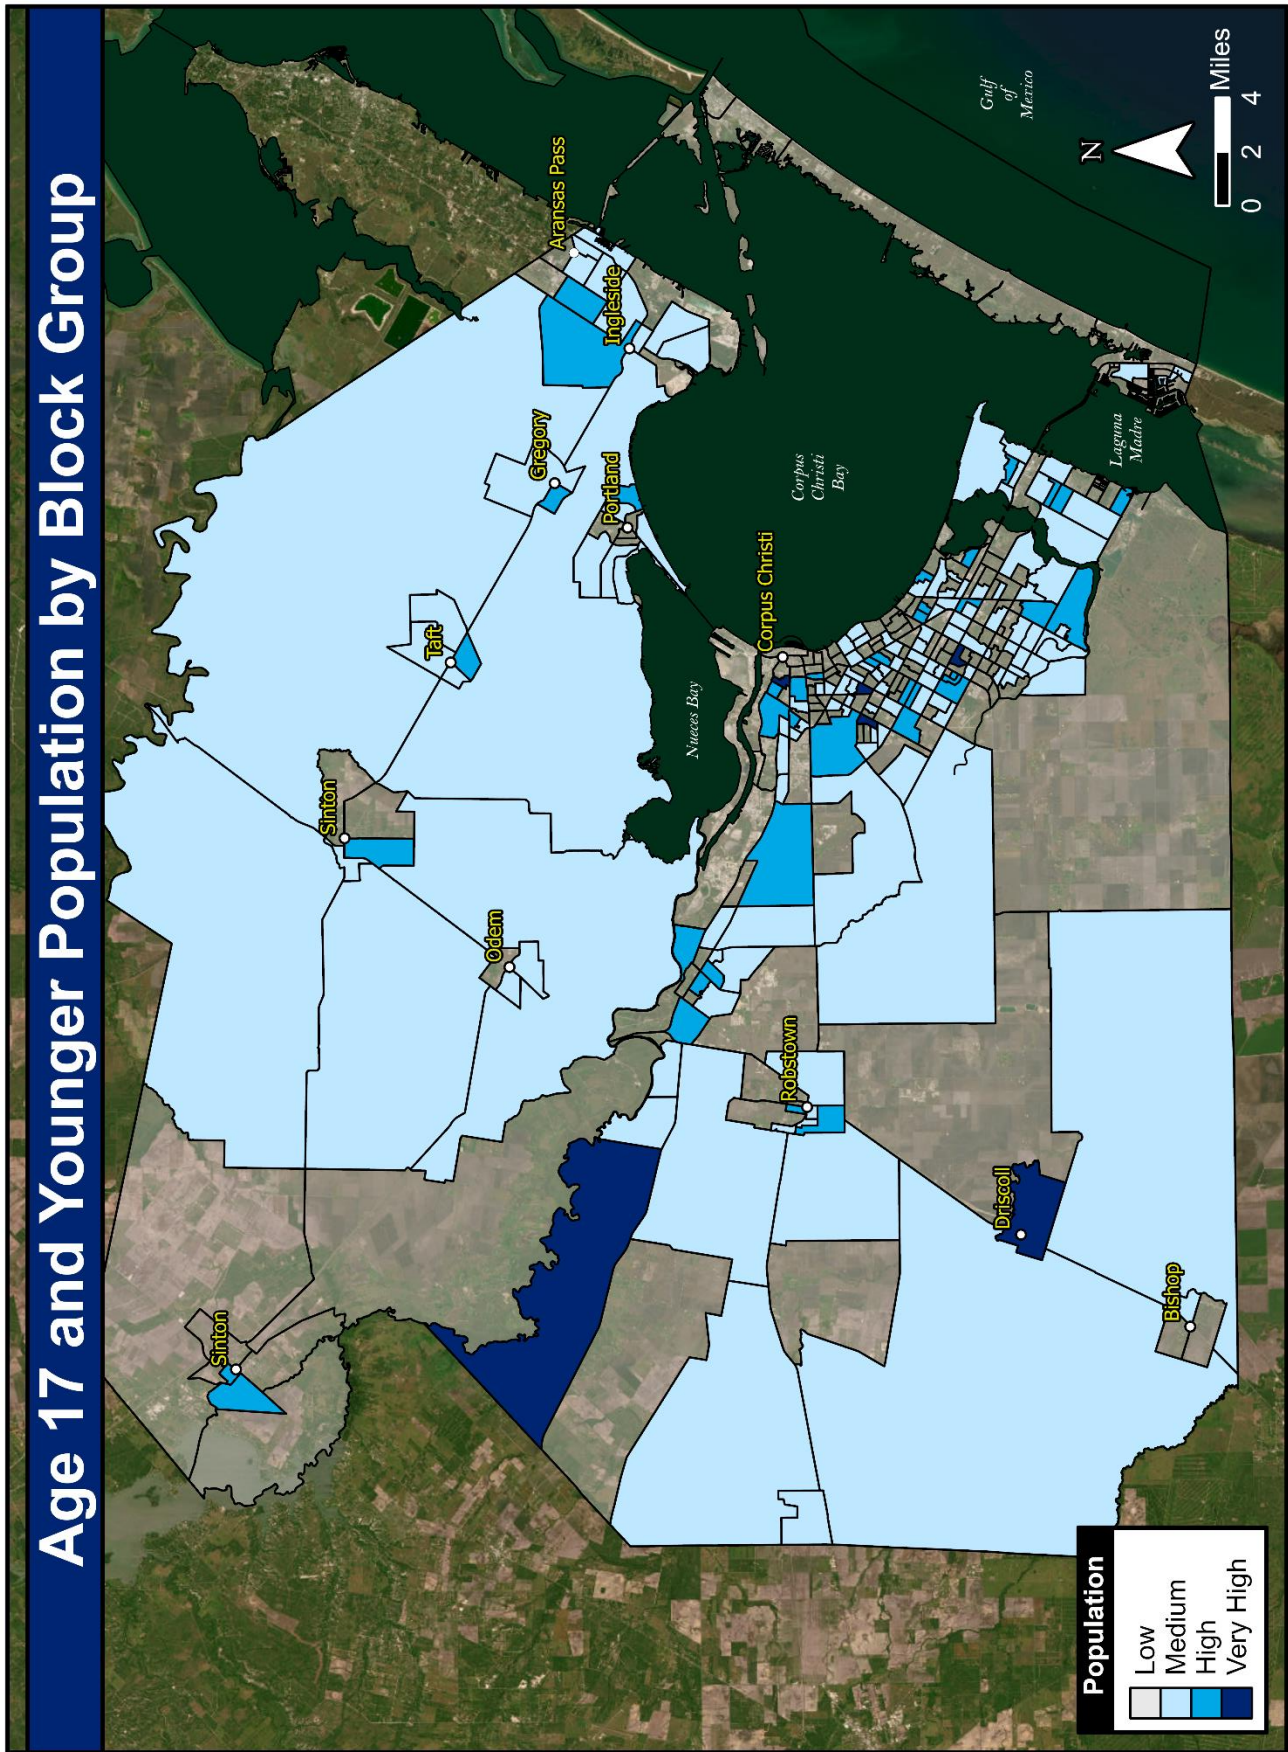 Age 17 and Younger Population by Block Group
Sinton
Sinton
Odem
Taft
Gregory
Aransas Pass
Ingleside
Portland
Nueces Bay
Corpus Christi
Corpus
Christi
Bay
Gulf
of
Mexico
Robstown
Driscoll
Bishop
Laguna
Madre
N
0 2 4 Miles
Population
Low
Medium
High
Very High